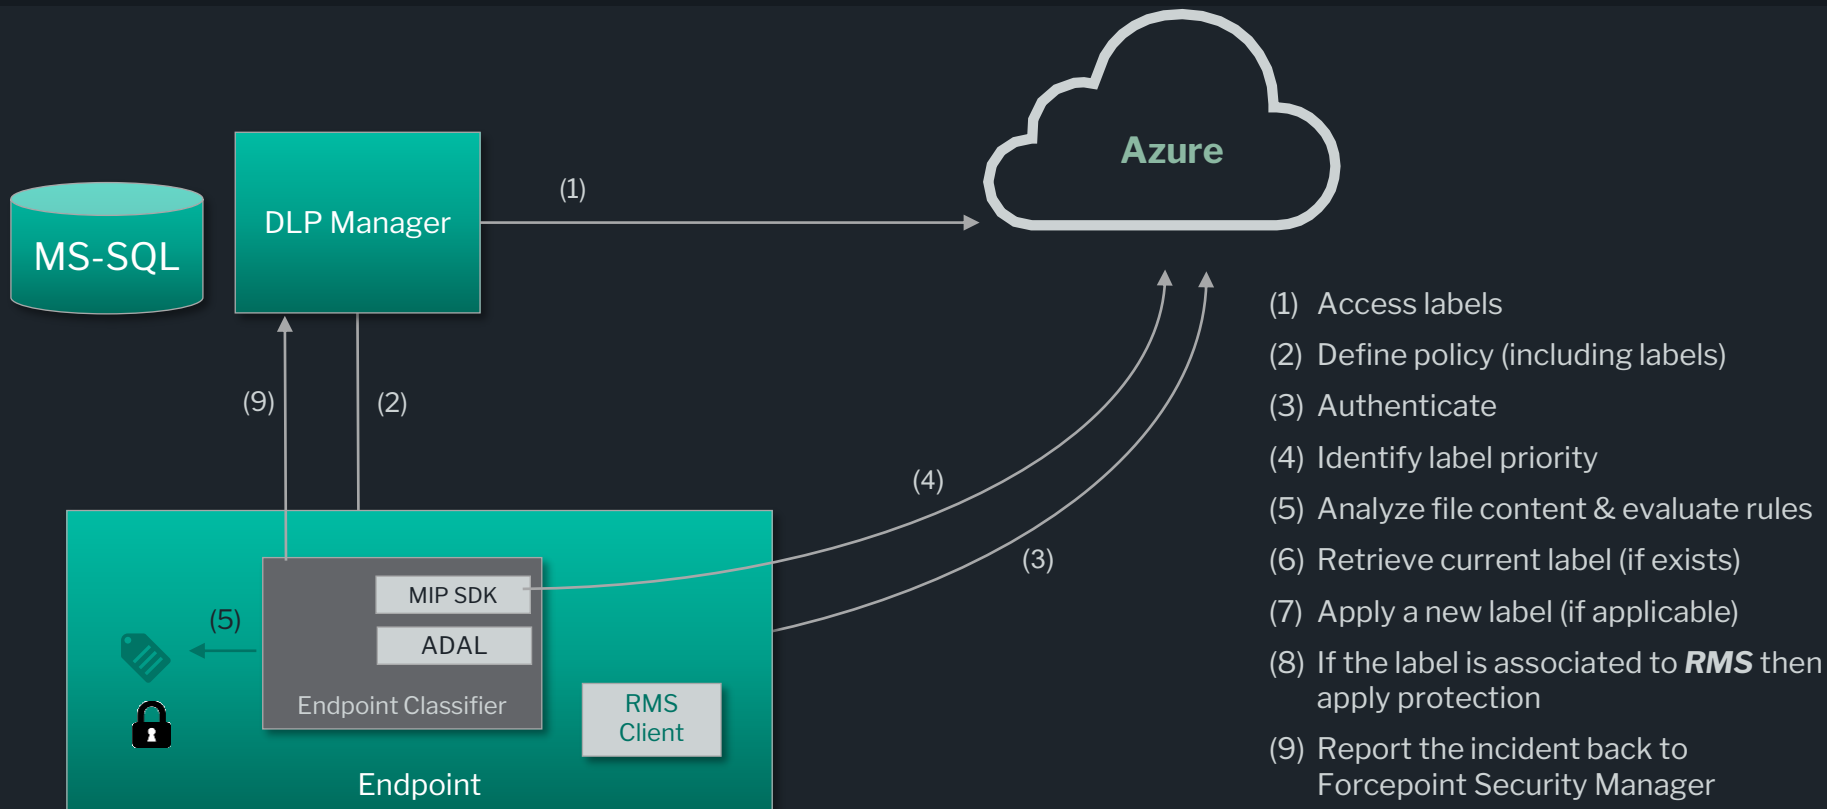 Azure
(1)
DLP Manager
MS-SQL
(9)
(2)
(4)
(3)
MIP SDK
(5)
ADAL
Endpoint Classifier
RMS
Client
Endpoint
(1) Access labels
(2) Define policy (including labels)
(3) Authenticate
(4) Identify label priority
(5) Analyze file content & evaluate rules
(6) Retrieve current label (if exists)
(7) Apply a new label (if applicable)
(8) If the label is associated to RMS then
apply protection
(9) Report the incident back to
Forcepoint Security Manager